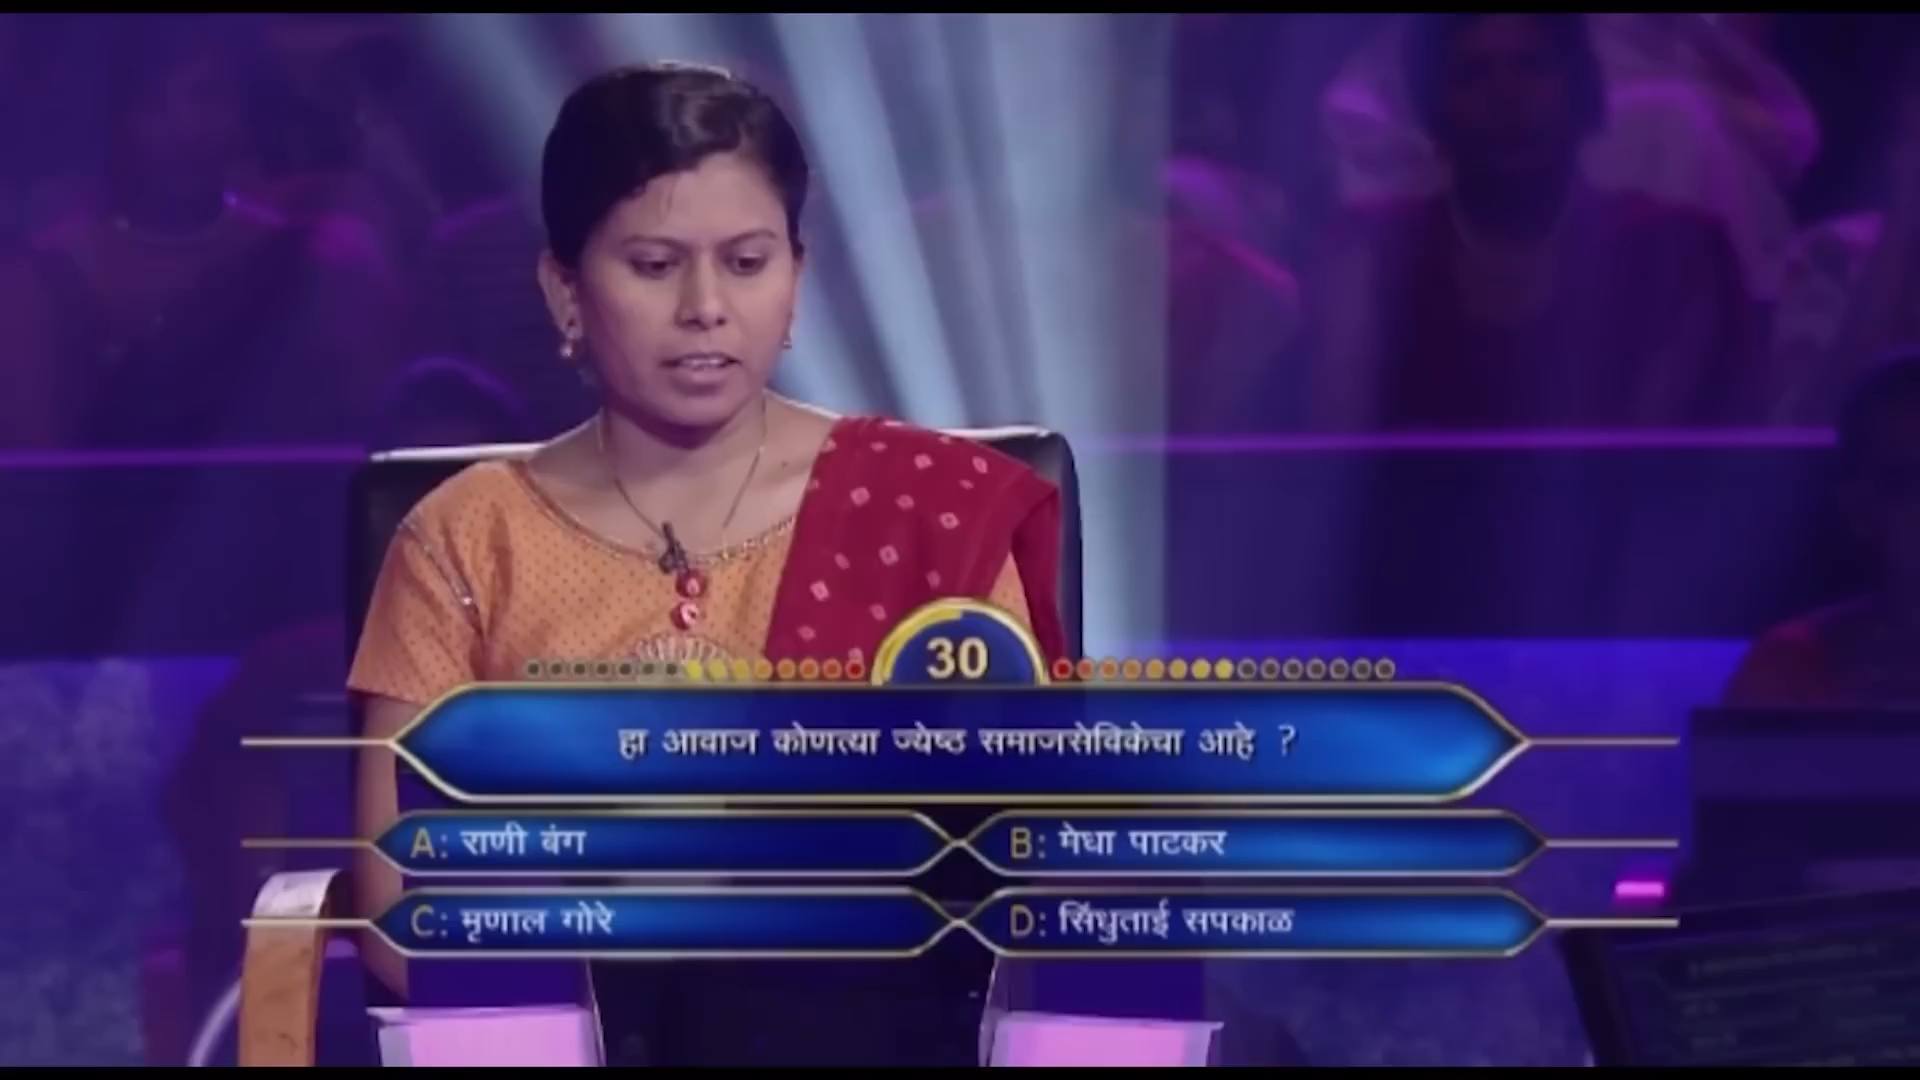 30
हा आवाज कोणत्या ज्येष्ठ समाजसेविकेचा आहे ?
A: राणी बंग
B: मेधा पाटकर
C: मृणाल गोरे
D: सिंधुताई सपकाळ